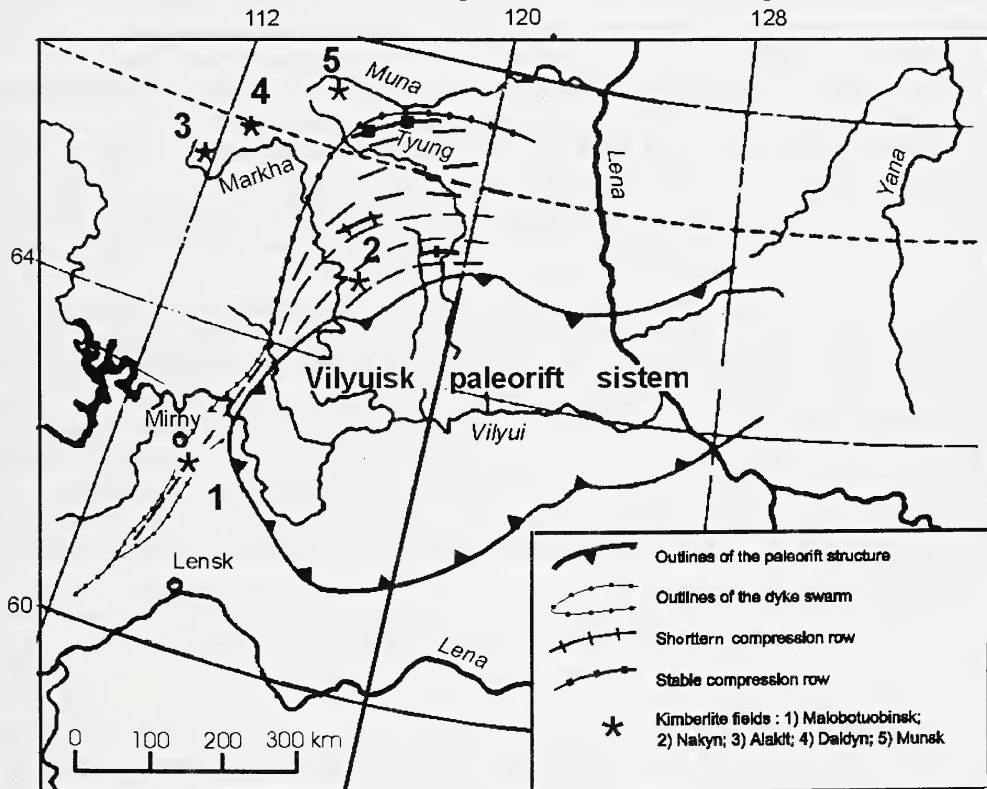 112
120
128
5
Muna
4
3
Tyung
Markha
Lena
Yana
2
64
Vilyuisk paleorift sistem
Mirny
Vilyui
1
Lensk
60
Lena
Outlines of the paleorift structure
Outlines of the dyke swarm
Shorttern compression row
Stable compression row
Kimberlite fields : 1) Malobotuobinsk;
2) Nakyn; 3) Alakit; 4) Daldyn; 5) Munsk
0 100 200 300 km